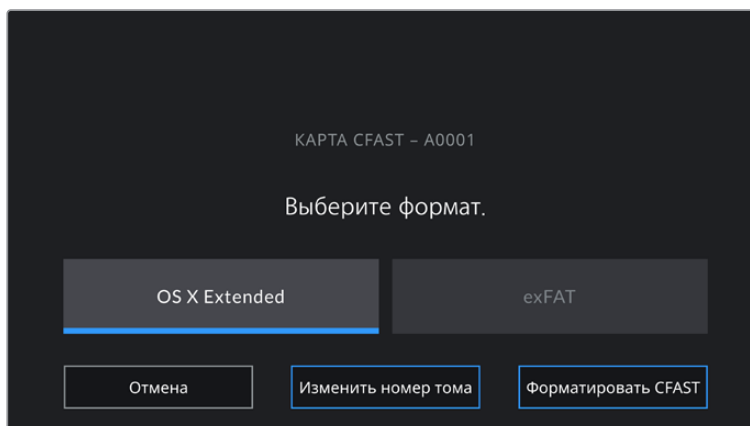 КАРТА CFAST – A0001
Выберите формат.
OS X Extended
exFAT
Отмена
Изменить номер тома
Форматировать CFAST